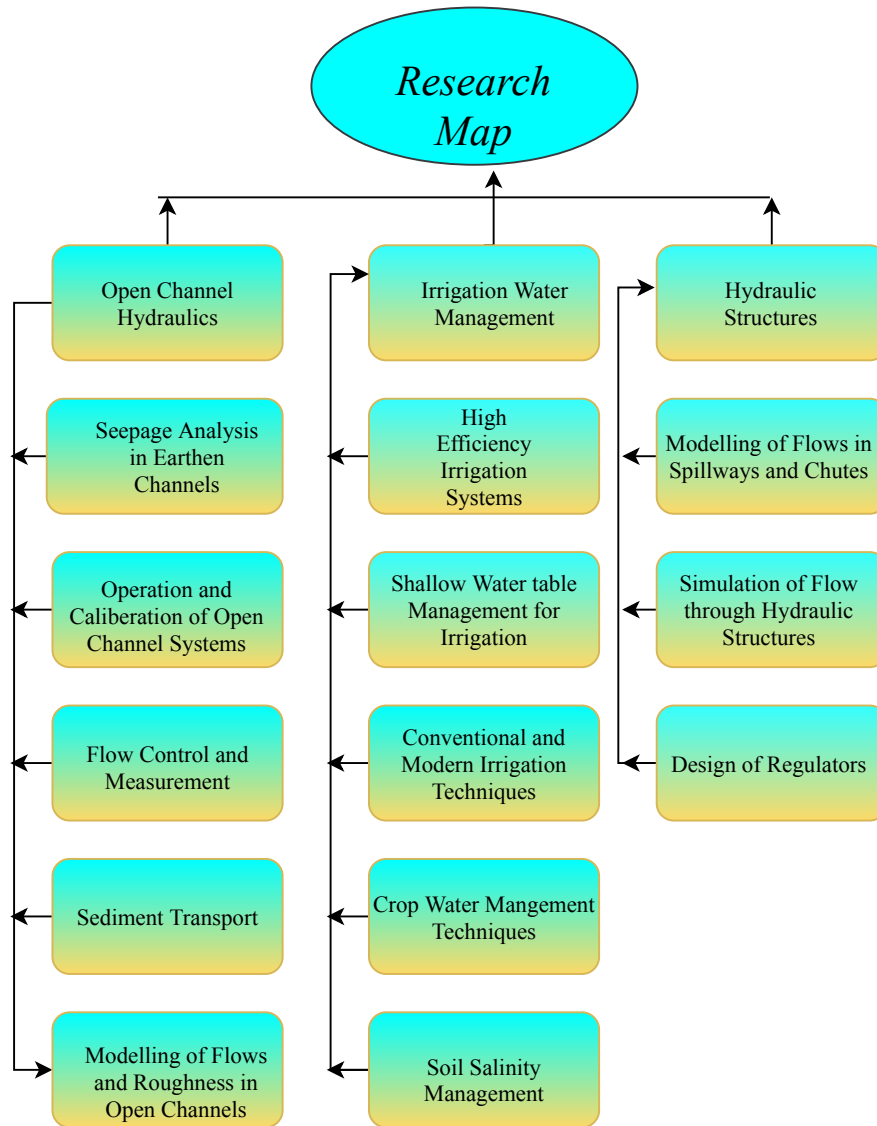 Research
Map
Open Channel
Hydraulics
Seepage Analysis
in Earthen
Channels
Operation and
Caliberation of Open
Channel Systems
Flow Control and
Measurement
Sediment Transport
Modelling of Flows
and Roughness in
Open Channels
Irrigation Water
Management
High
Efficiency
Irrigation
Systems
Shallow Water table
Management for
Irrigation
Conventional and
Modern Irrigation
Techniques
Crop Water Mangement
Techniques
Soil Salinity
Management
Hydraulic
Structures
Modelling of Flows in
Spillways and Chutes
Simulation of Flow
through Hydraulic
Structures
Design of Regulators